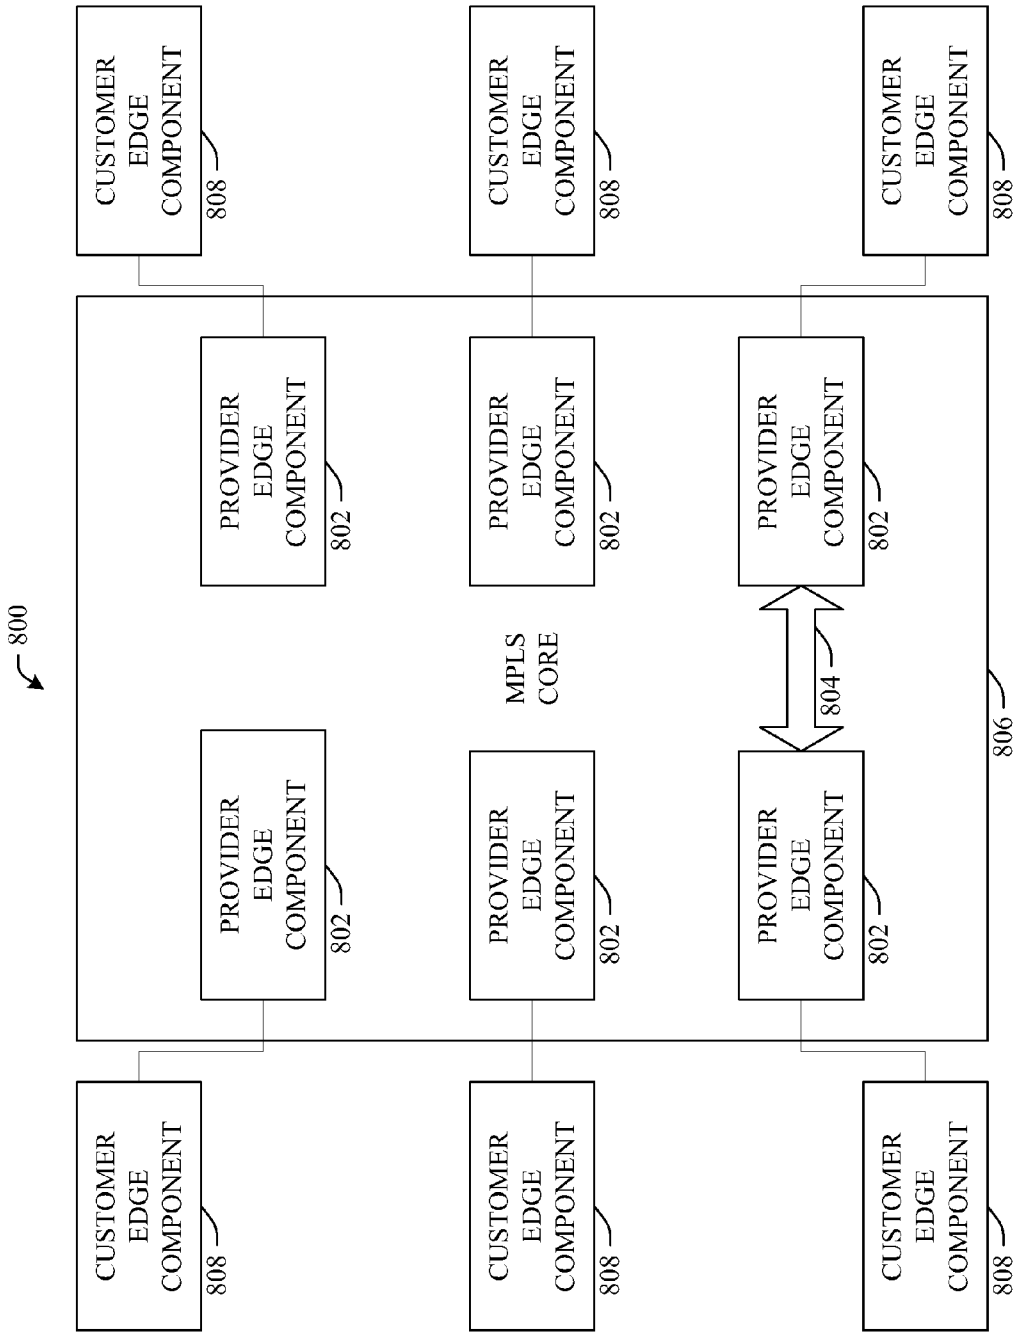 800
CUSTOMER
EDGE
COMPONENT
808
PROVIDER
EDGE
COMPONENT
802
PROVIDER
EDGE
COMPONENT
802
CUSTOMER
EDGE
COMPONENT
808
CUSTOMER
EDGE
COMPONENT
808
PROVIDER
EDGE
COMPONENT
802
MPLS
CORE
PROVIDER
EDGE
COMPONENT
802
CUSTOMER
EDGE
COMPONENT
808
CUSTOMER
EDGE
COMPONENT
808
PROVIDER
EDGE
COMPONENT
802
804
PROVIDER
EDGE
COMPONENT
802
CUSTOMER
EDGE
COMPONENT
808
806